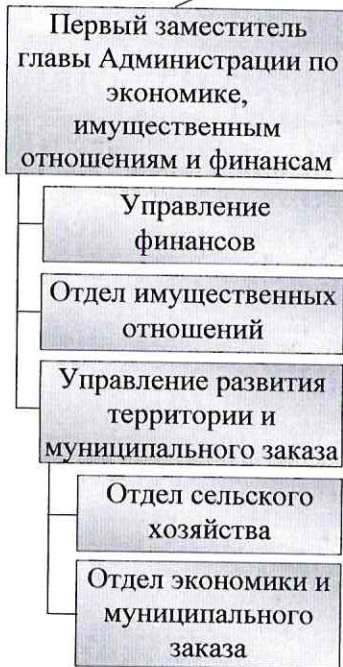 Первый заместитель
главы Администрации по
экономике,
имущественным
отношениям и финансам
Управление
финансов
Отдел имущественных
отношений
Управление развития
территории и
муниципального заказа
Отдел сельского
хозяйства
Отдел экономики и
муниципального
заказа